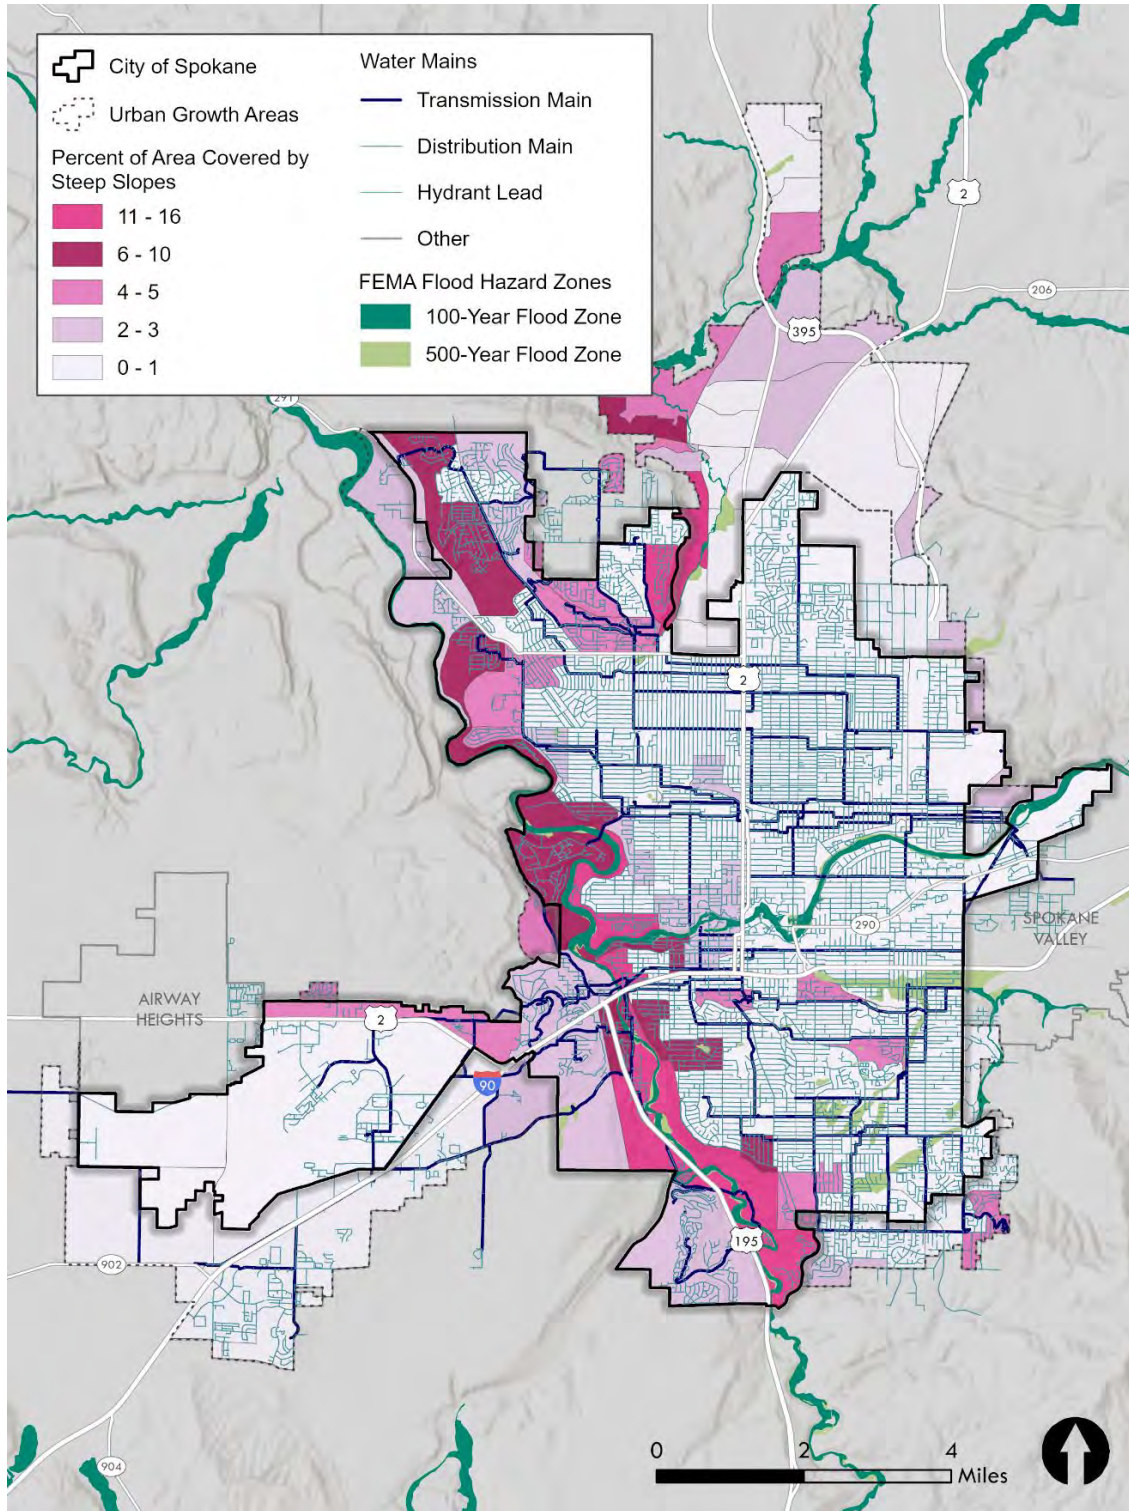 City of Spokane
Urban Growth Areas
Percent of Area Covered by
Steep Slopes
11 - 16
6 - 10
4 - 5
2 - 3
0 - 1
Water Mains
Transmission Main
Distribution Main
Hydrant Lead
Other
FEMA Flood Hazard Zones
100-Year Flood Zone
500-Year Flood Zone
2
206
395
291
2
290
SPOKANE
VALLEY
AIRWAY
HEIGHTS
2
90
195
902
904
0 2 4
Miles